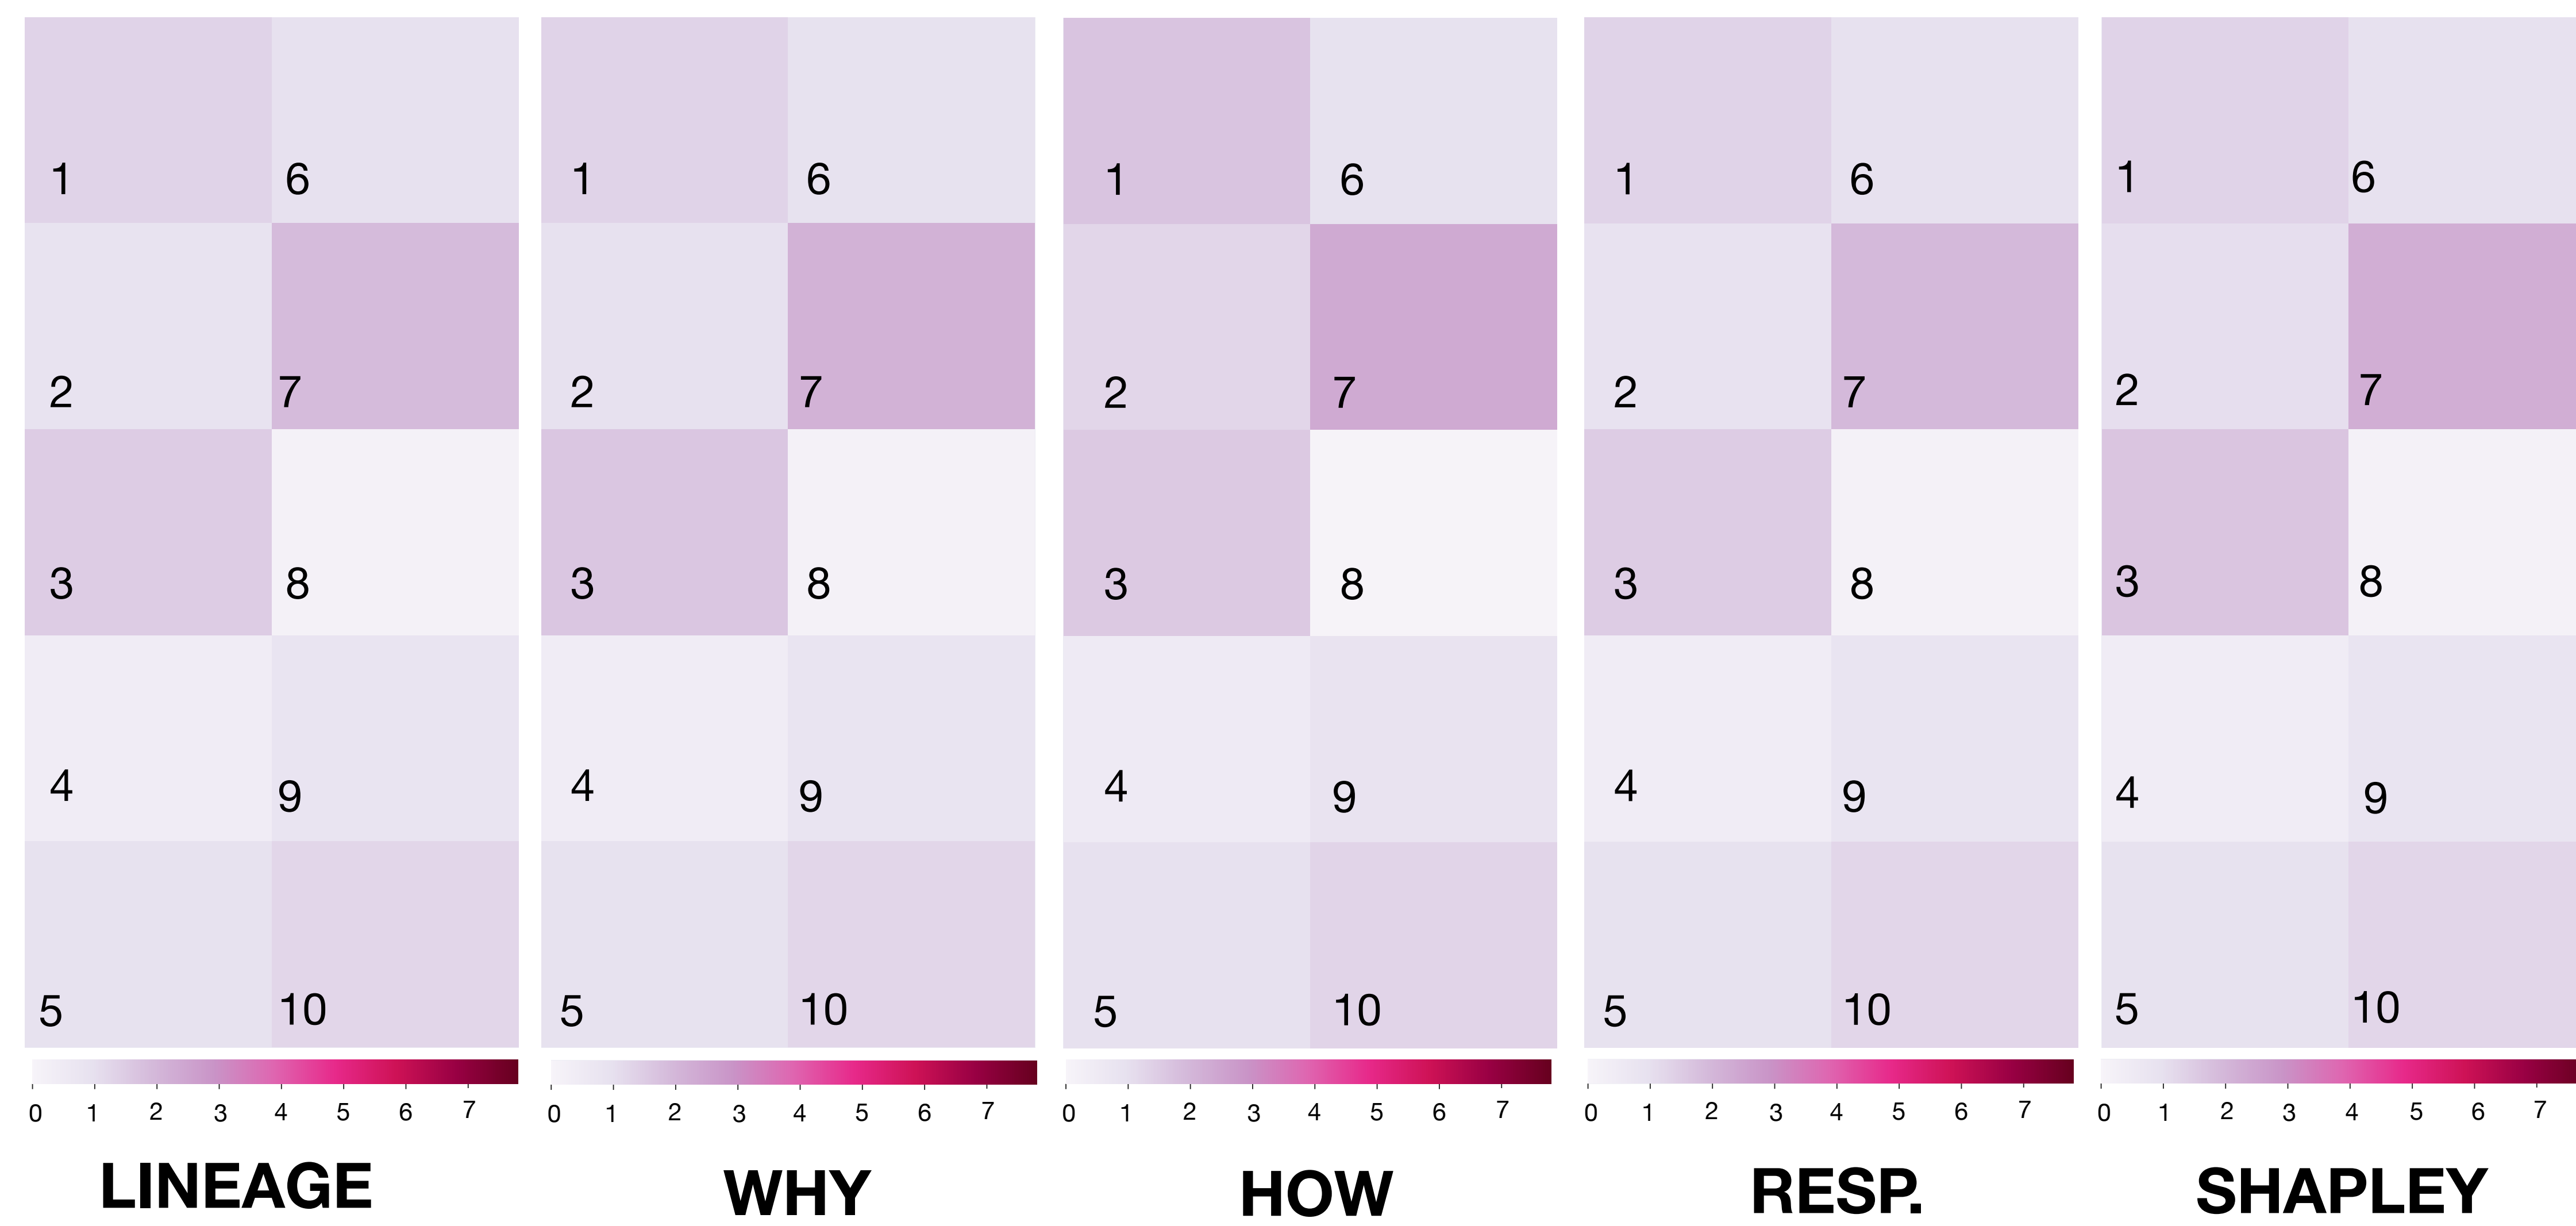 1 6 1 6 1 6 1 6 1 6
2 7 2 7 2 7 2 7 2 7
3 8 3 8 3 8 3 8 3 8
4 9 4 9 4 9 4 9 4 9
5 10 5 10 5 10 5 10 5 10
0 1 2 3 4 5 6 7 0 1 2 3 4 5 6 7 0 1 2 3 4 5 6 7 0 1 2 3 4 5 6 7 0 1 2 3 4 5 6 7
LINEAGE WHY HOW RESP. SHAPLEY